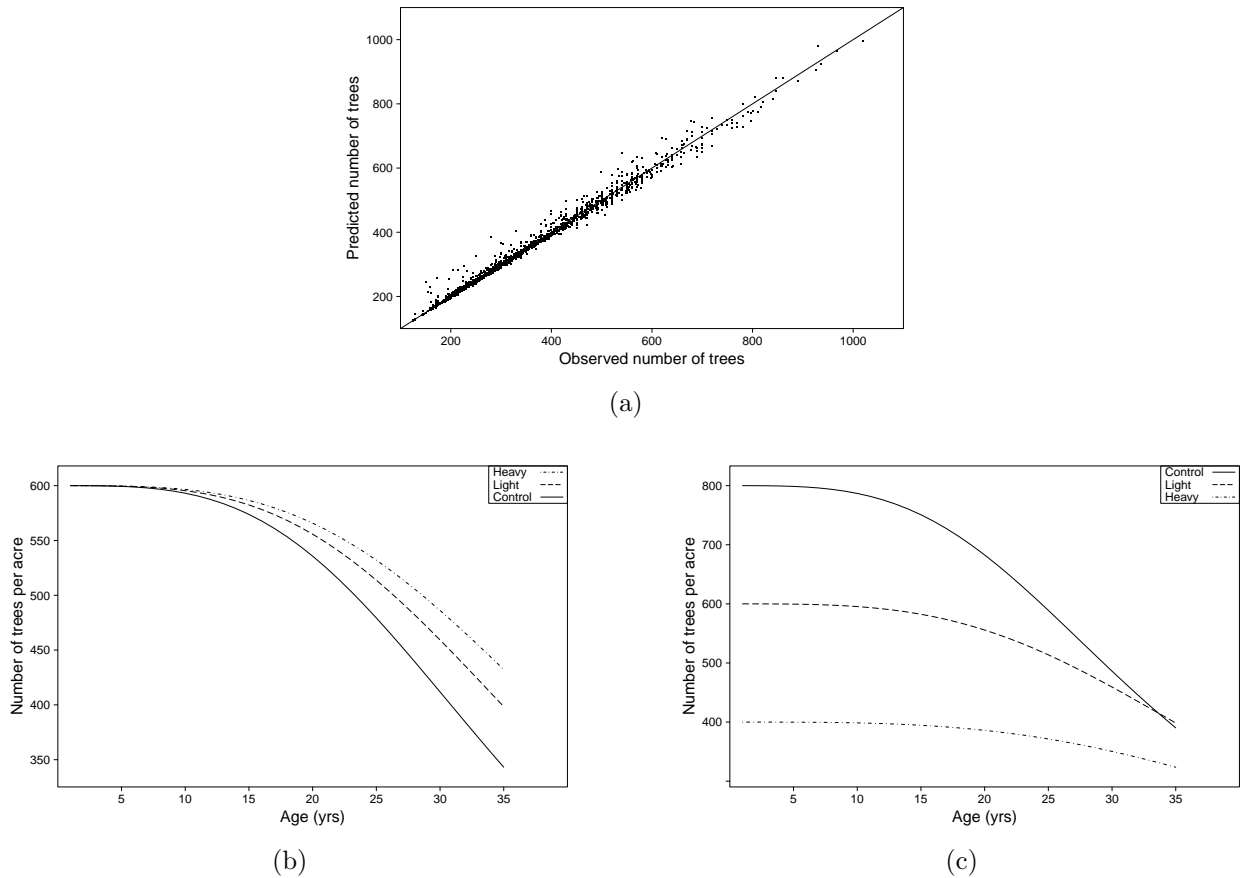 1000
800
600
400
200
Predicted number of trees
200 400 600 800 1000
Observed number of trees
(a)
Heavy
Light
Control
600
550
500
450
400
350
Number of trees per acre
5 10 15 20 25 30 35
Age (yrs)
(b)
Control
Light
Heavy
800
700
600
500
400
Number of trees per acre
5 10 15 20 25 30 35
Age (yrs)
(c)